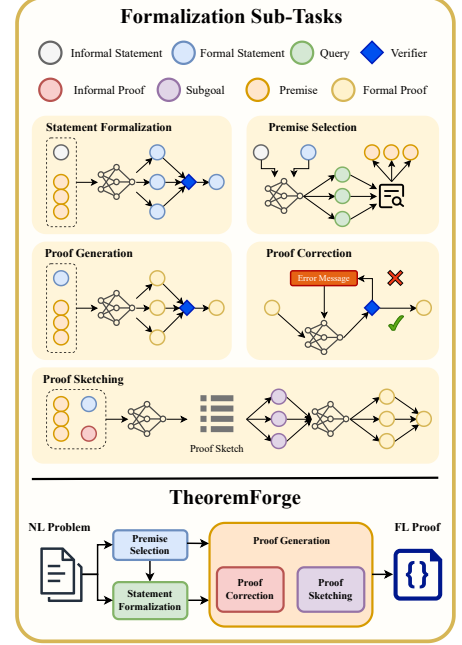 Formalization Sub-Tasks
Informal Statement
Formal Statement
Query
Verifier
Informal Proof
Subgoal
Premise
Formal Proof
Statement Formalization
Premise Selection
Proof Generation
Proof Correction
Error Message
Proof Sketching
Proof Sketch
TheoremForge
NL Problem
Premise
Selection
Statement
Formalization
Proof Generation
Proof
Correction
Proof
Sketching
FL Proof
{}